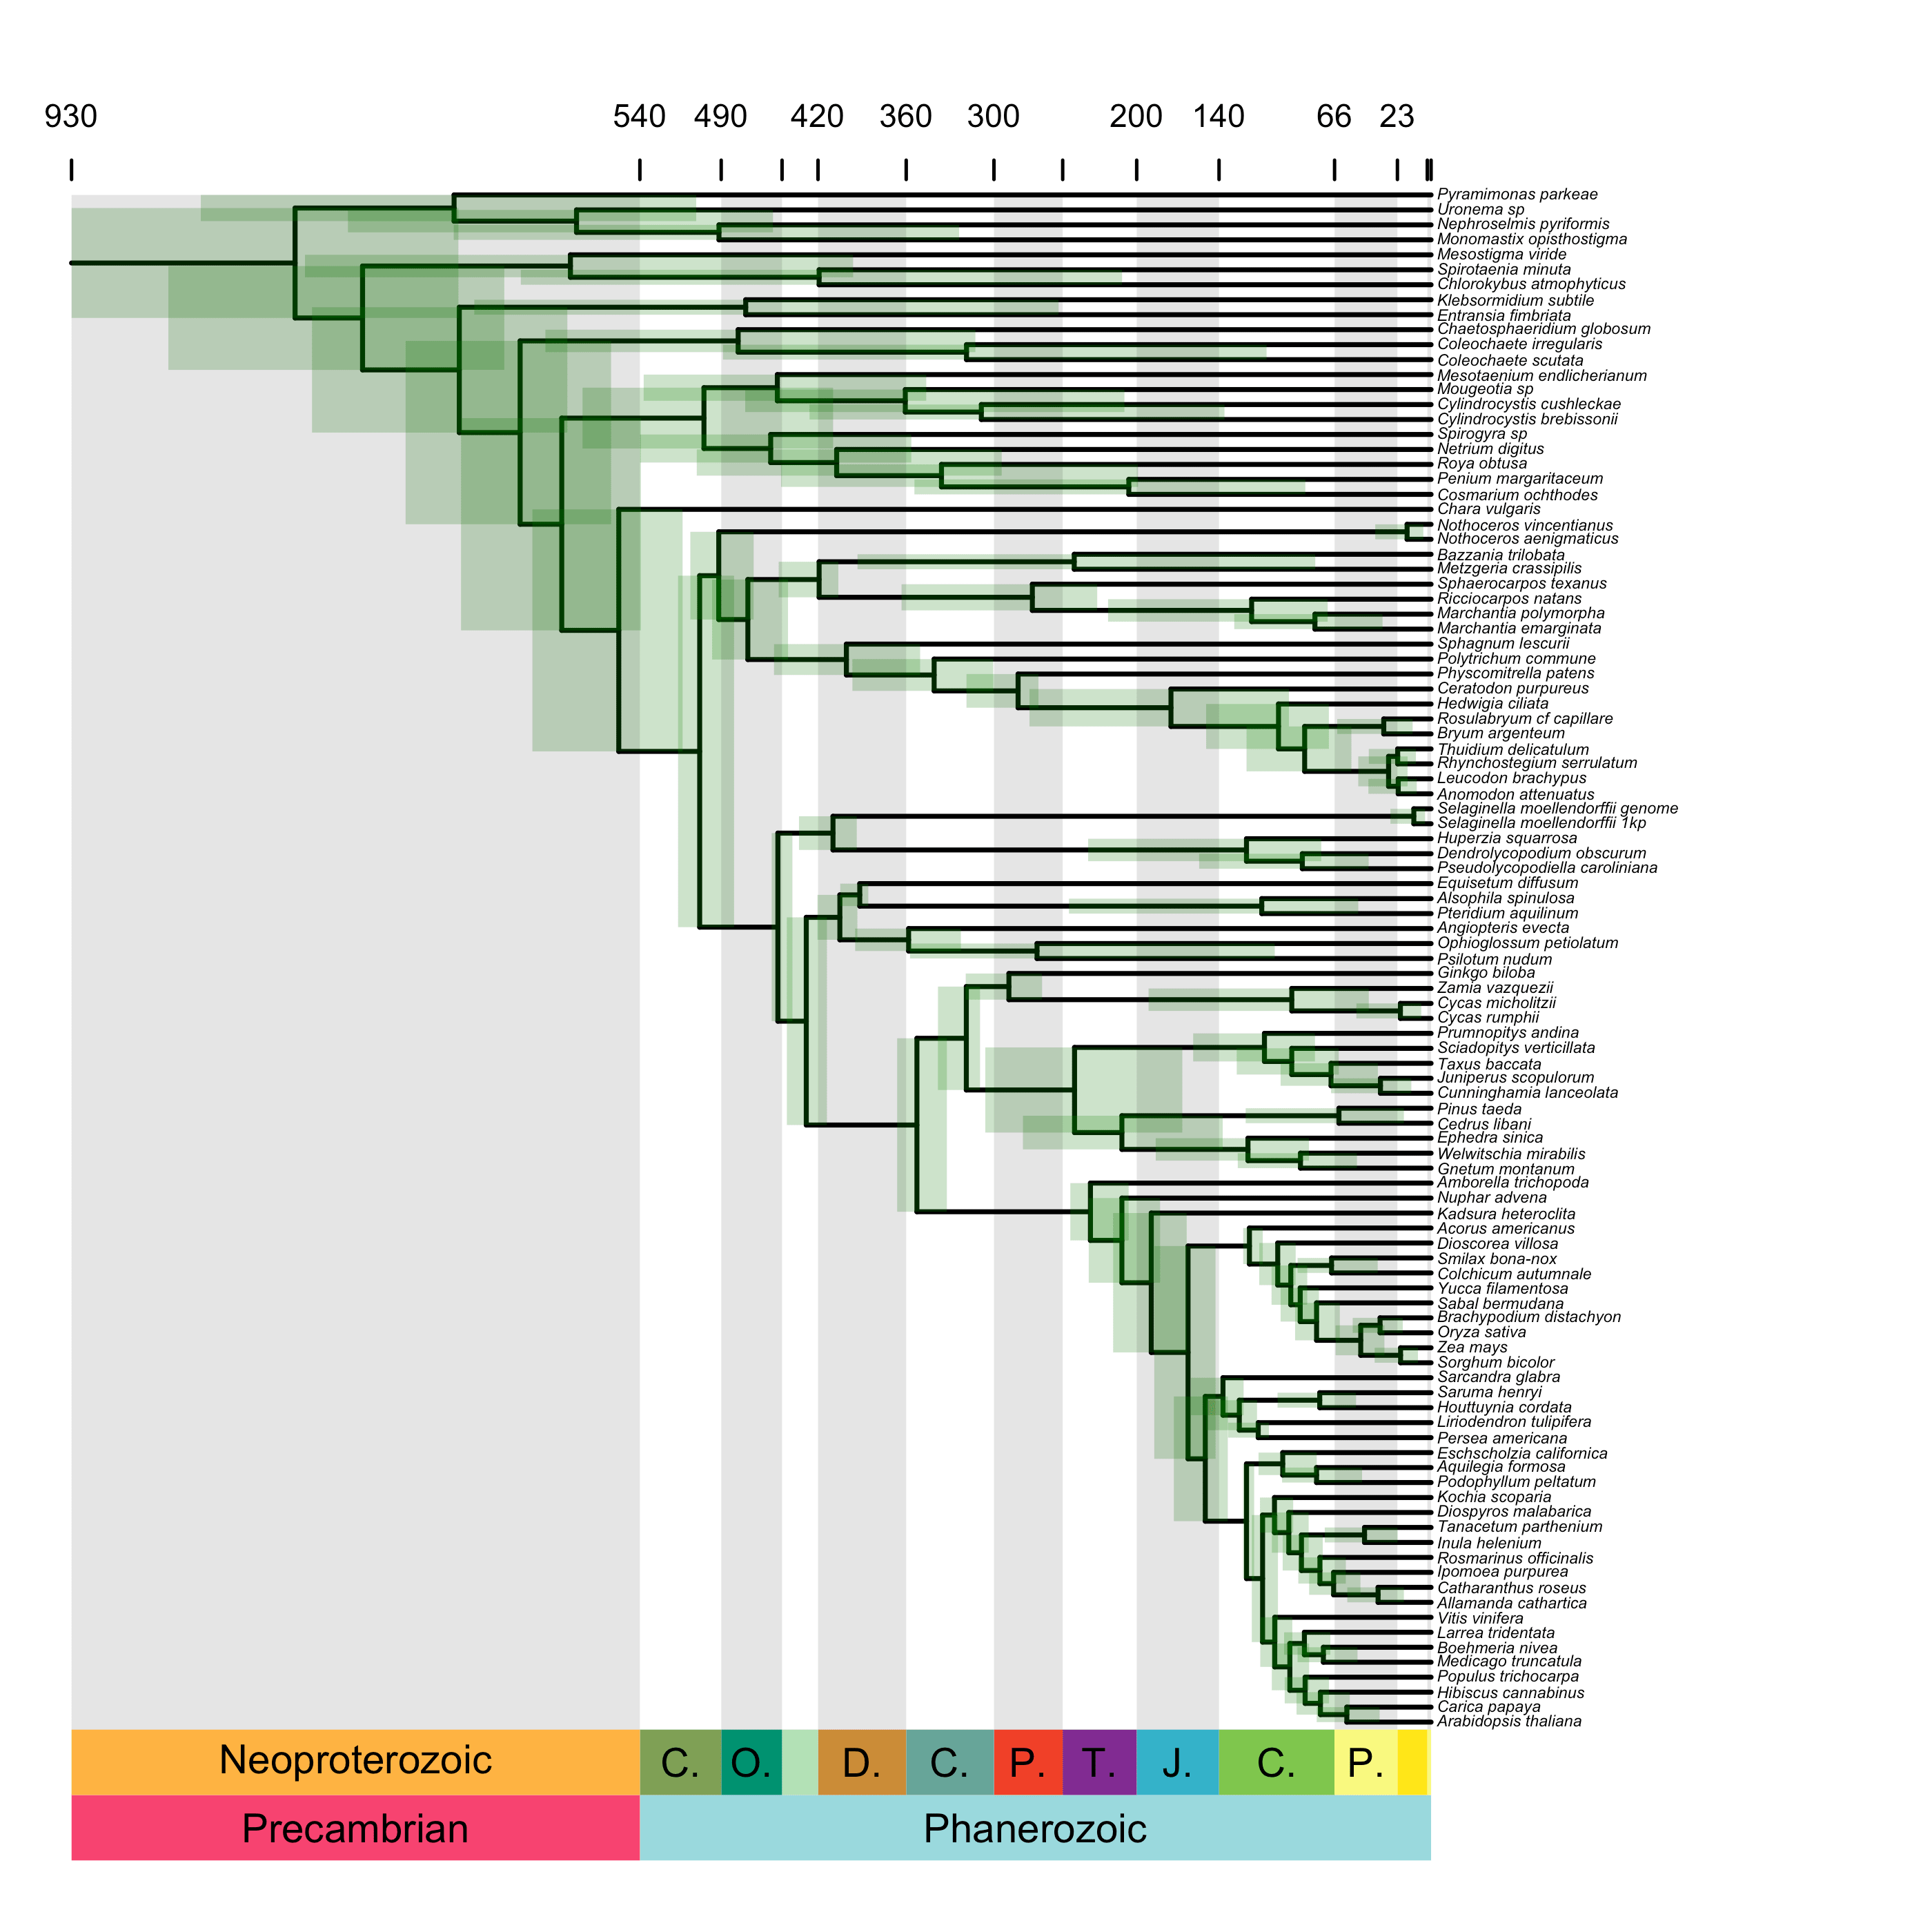 930 540 490 420 360 300 200 140 66 23
Pyramimonas parkeae
Uronema sp
Nephroselmis pyriformis
Monomastix opisthostigma
Mesostigma viride
Spirotaenia minuta
Chlorokybus atmophyticus
Klebsormidium subtile
Entransia fimbriata
Chaetosphaeridium globosum
Coleochaete irregularis
Coleochaete scutata
Mesotaenium endlicherianum
Mougeotia sp
Cylindrocystis cushleckae
Cylindrocystis brebissonii
Spirogyra sp
Netrium digitus
Roya obtusa
Penium margaritaceum
Cosmarium ochthodes
Chara vulgaris
Nothoceros vincentianus
Nothoceros aenigmaticus
Bazzania trilobata
Metzgeria crassipilis
Sphaerocarpos texanus
Ricciocarpos natans
Marchantia polymorpha
Marchantia emarginata
Sphagnum lescurii
Polytrichum commune
Physcomitrella patens
Ceratodon purpureus
Hedwigia ciliata
Rosulabryum cf capillare
Bryum argenteum
Thuidium delicatulum
Rhynchostegium serrulatum
Leucodon brachypus
Anomodon attenuatus
Selaginella moellendorffii genome
Selaginella moellendorffii 1kp
Huperzia squarrosa
Dendrolycopodium obscurum
Pseudolycopodiella caroliniana
Equisetum diffusum
Alsophila spinulosa
Pteridium aquilinum
Angiopteris evecta
Ophioglossum petiolatum
Psilotum nudum
Ginkgo biloba
Zamia vazquezii
Cycas micholitzii
Cycas rumphii
Prumnopitys andina
Sciadopitys verticillata
Taxus baccata
Juniperus scopulorum
Cunninghamia lanceolata
Pinus taeda
Cedrus libani
Ephedra sinica
Welwitschia mirabilis
Gnetum montanum
Amborella trichopoda
Nuphar advena
Kadsura heteroclita
Acorus americanus
Dioscorea villosa
Smilax bona-nox
Colchicum autumnale
Yucca filamentosa
Sabal bermudana
Brachypodium distachyon
Oryza sativa
Zea mays
Sorghum bicolor
Sarcandra glabra
Saruma henryi
Houttuynia cordata
Liriodendron tulipifera
Persea americana
Eschscholzia californica
Aquilegia formosa
Podophyllum peltatum
Kochia scoparia
Diospyros malabarica
Tanacetum parthenium
Inula helenium
Rosmarinus officinalis
Ipomoea purpurea
Catharanthus roseus
Allamanda cathartica
Vitis vinifera
Larrea tridentata
Boehmeria nivea
Medicago truncatula
Populus trichocarpa
Hibiscus cannabinus
Carica papaya
Arabidopsis thaliana
Neoproterozoic C. O. D. C. P. T. J. C. P.
Precambrian Phanerozoic